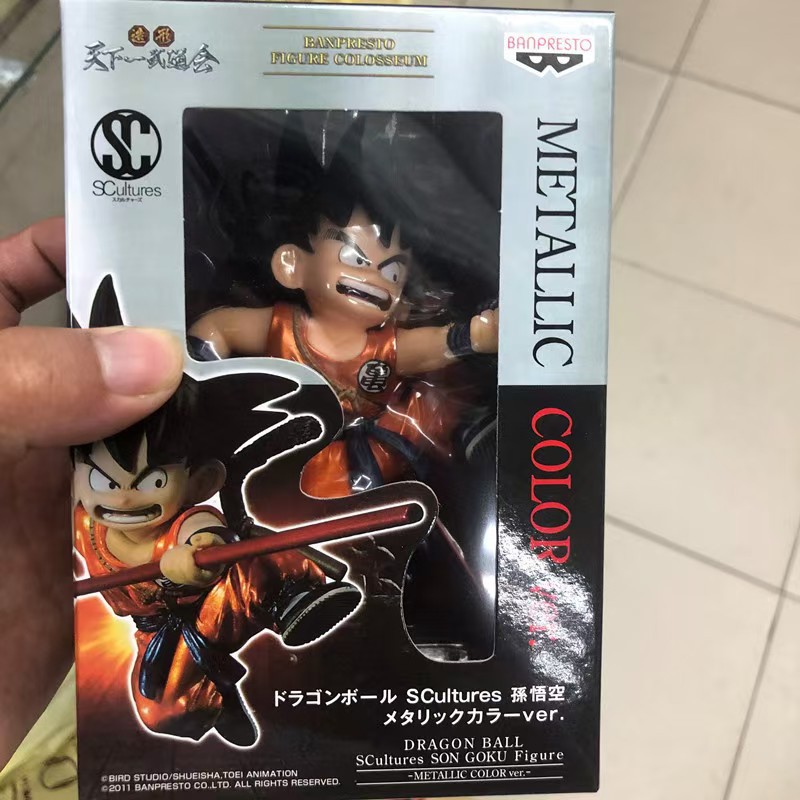 造形
天下一武道会
BANPRESTO
FIGURE COLOSSEUM
BANPRESTO
SC
SCultures
スカルチャーズ
METALLIC COLOR ver.
亀
ドラゴンボール SCultures 孫悟空
メタリックカラーver.
DRAGON BALL
SCultures SON GOKU Figure
-METALLIC COLOR ver.-
©BIRD STUDIO/SHUEISHA,TOEI ANIMATION
©2011 BANPRESTO CO.,LTD. ALL RIGHTS RESERVED.